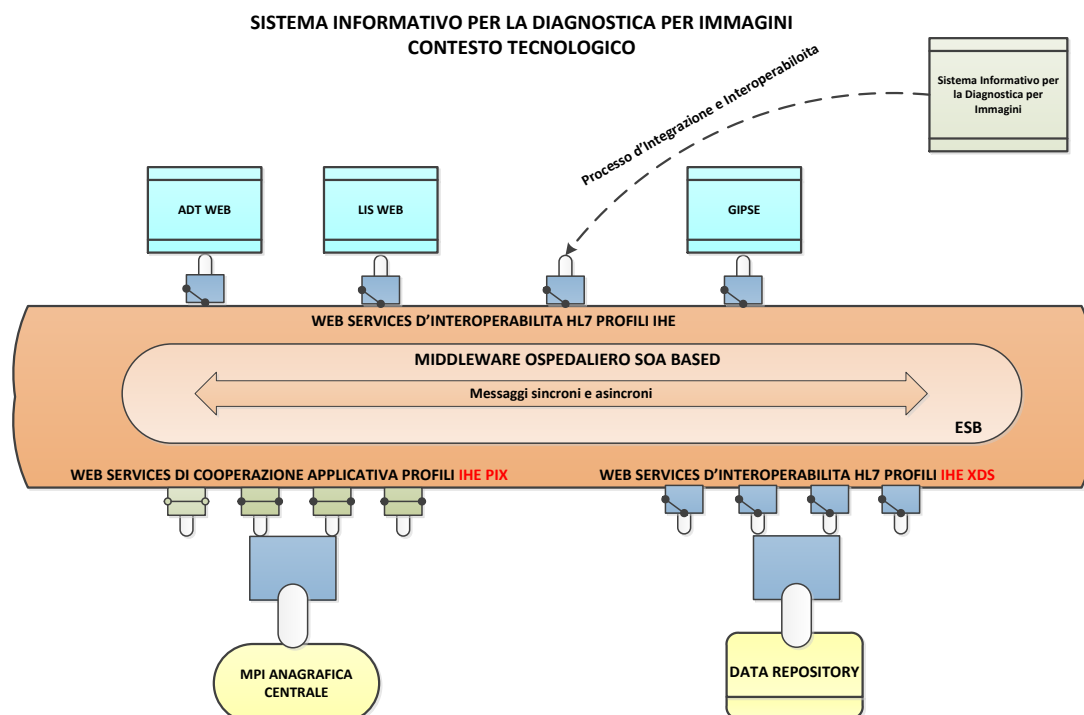 SISTEMA INFORMATIVO PER LA DIAGNOSTICA PER IMMAGINI
CONTESTO TECNOLOGICO
Sistema Informativo per
la Diagnostica per
Immagini
Processo d'Integrazione e Interoperabiloita
ADT WEB
LIS WEB
GIPSE
WEB SERVICES D'INTEROPERABILITA HL7 PROFILI IHE
MIDDLEWARE OSPEDALIERO SOA BASED
Messaggi sincroni e asincroni
ESB
WEB SERVICES DI COOPERAZIONE APPLICATIVA PROFILI IHE PIX
WEB SERVICES D'INTEROPERABILITA HL7 PROFILI IHE XDS
MPI ANAGRAFICA
CENTRALE
DATA REPOSITORY